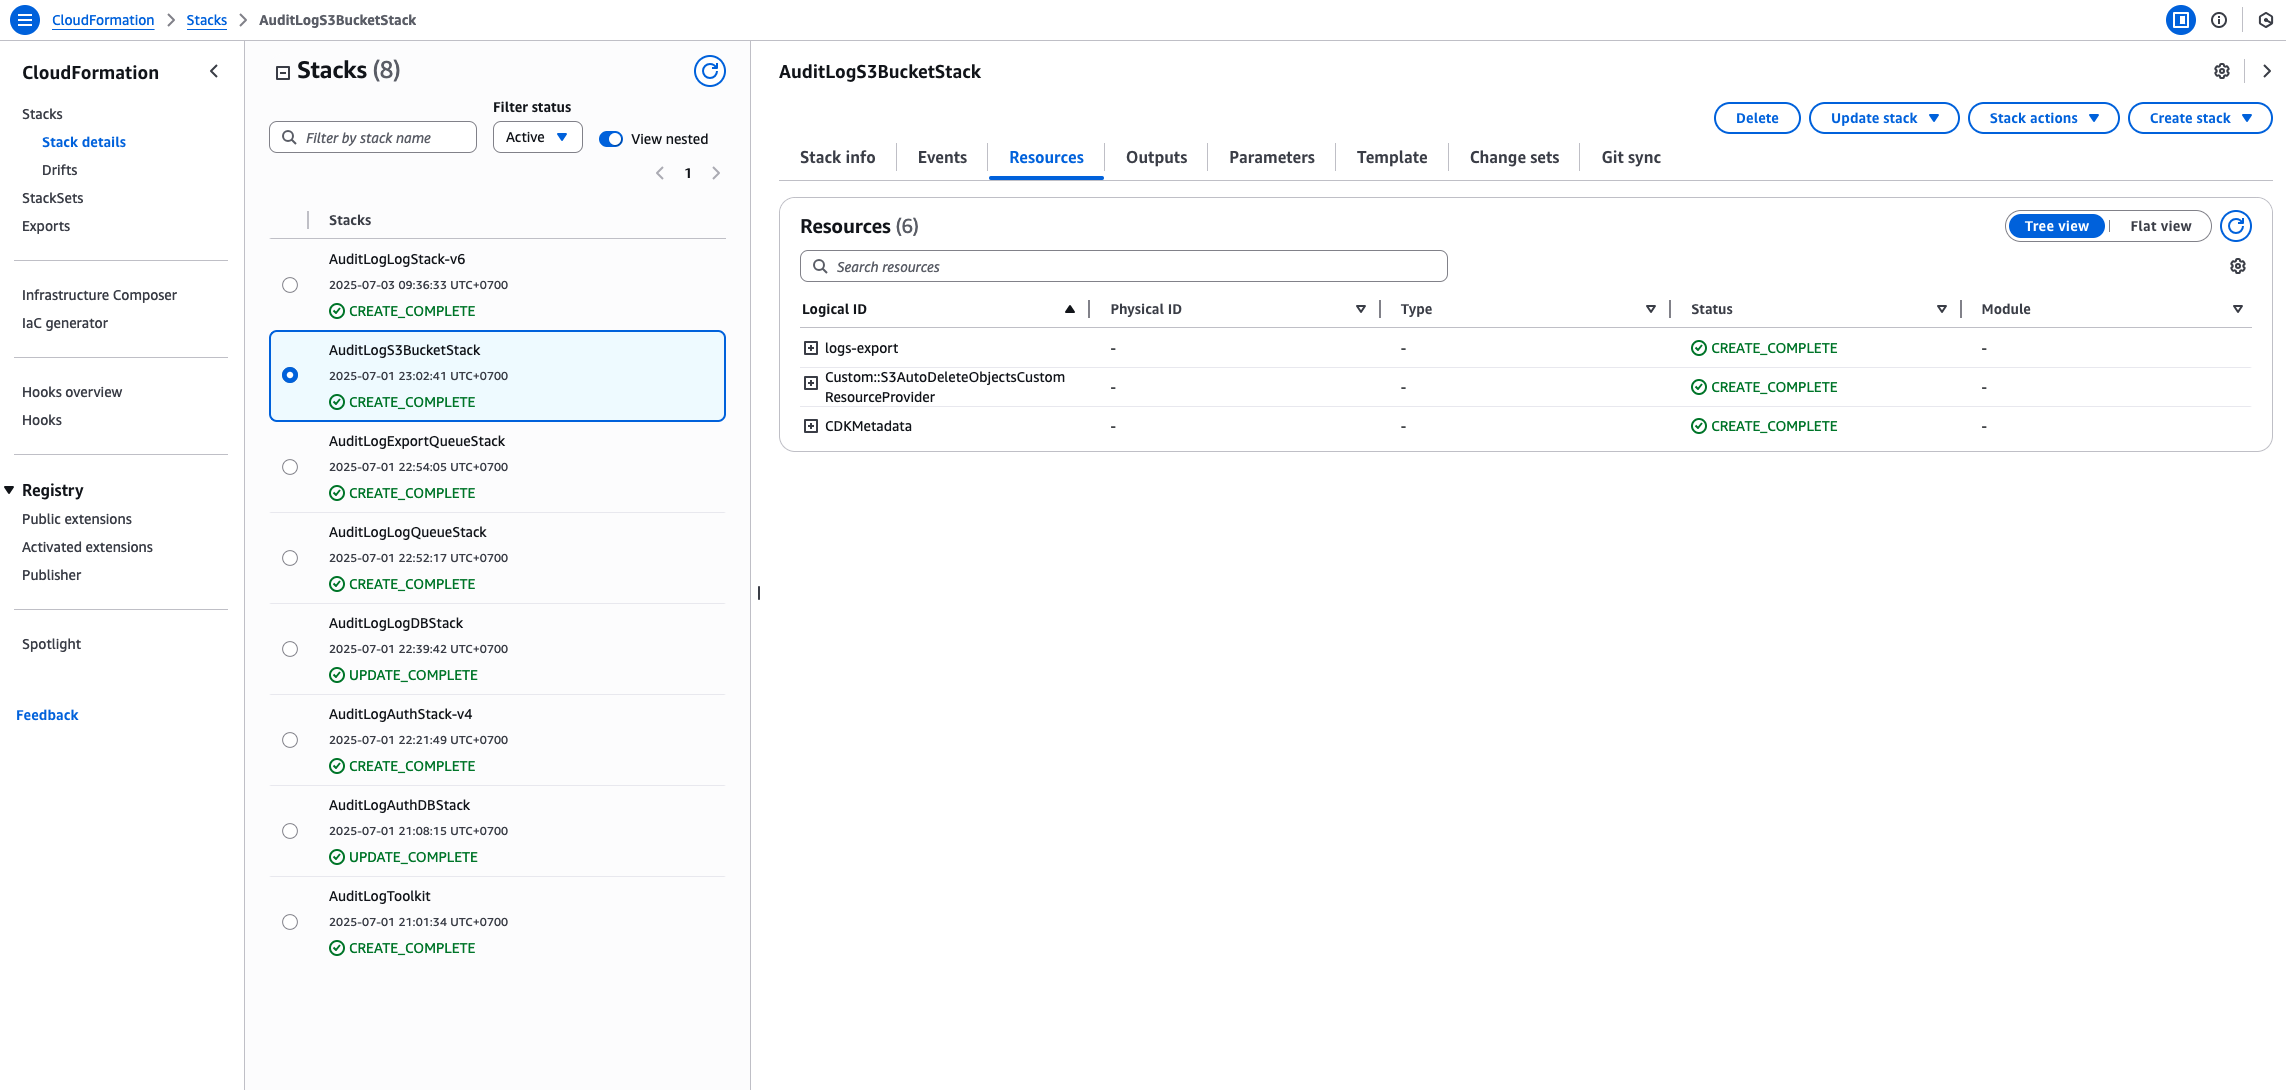 CloudFormation
Stacks
AuditLogS3BucketStack
CloudFormation
Stacks
Stack details
Drifts
StackSets
Exports
Infrastructure Composer
IaC generator
Hooks overview
Hooks
Registry
Public extensions
Activated extensions
Publisher
Spotlight
Feedback
Stacks (8)
Filter status
Filter by stack name
Active
View nested
1
Stacks
AuditLogLogStack-v6
2025-07-03 09:36:33 UTC+0700
CREATE_COMPLETE
AuditLogS3BucketStack
2025-07-01 23:02:41 UTC+0700
CREATE_COMPLETE
AuditLogExportQueueStack
2025-07-01 22:54:05 UTC+0700
CREATE_COMPLETE
AuditLogLogQueueStack
2025-07-01 22:52:17 UTC+0700
CREATE_COMPLETE
AuditLogLogDBStack
2025-07-01 22:39:42 UTC+0700
UPDATE_COMPLETE
AuditLogAuthStack-v4
2025-07-01 22:21:49 UTC+0700
CREATE_COMPLETE
AuditLogAuthDBStack
2025-07-01 21:08:15 UTC+0700
UPDATE_COMPLETE
AuditLogToolkit
2025-07-01 21:01:34 UTC+0700
CREATE_COMPLETE
AuditLogS3BucketStack
Delete Update stack Stack actions Create stack
Stack info Events Resources Outputs Parameters Template Change sets Git sync
Resources (6)
Tree view Flat view
Search resources
Logical ID Physical ID Type Status Module
logs-export - - CREATE_COMPLETE -
Custom::S3AutoDeleteObjectsCustom
ResourceProvider - - CREATE_COMPLETE -
CDKMetadata - - CREATE_COMPLETE -